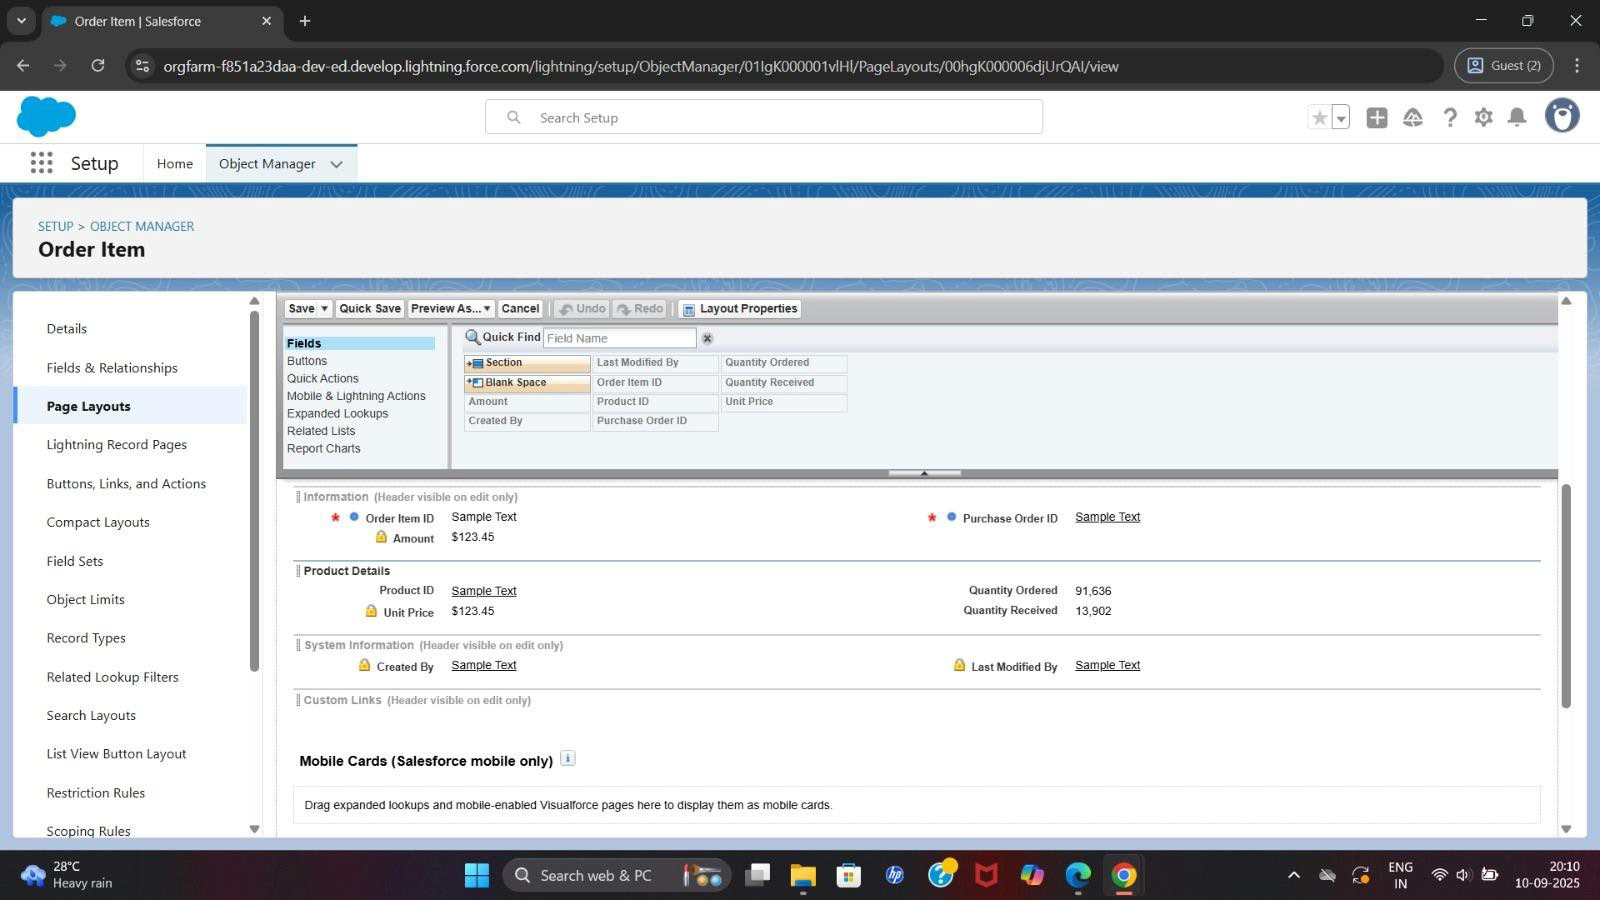 Order Item | Salesforce
orgfarm-f851a23daa-dev-ed.develop.lightning.force.com/lightning/setup/ObjectManager/01IgK000001vlHl/PageLayouts/00hgK000006djUrQAI/view
Guest (2)
Search Setup
Setup
Home
Object Manager
SETUP > OBJECT MANAGER
Order Item
Details
Fields & Relationships
Page Layouts
Lightning Record Pages
Buttons, Links, and Actions
Compact Layouts
Field Sets
Object Limits
Record Types
Related Lookup Filters
Search Layouts
List View Button Layout
Restriction Rules
Scoping Rules
Save Quick Save Preview As... Cancel Undo Redo Layout Properties
Fields
Buttons
Quick Actions
Mobile & Lightning Actions
Expanded Lookups
Related Lists
Report Charts
Quick Find Field Name
Section Last Modified By Quantity Ordered
Blank Space Order Item ID Quantity Received
Amount Product ID Unit Price
Created By Purchase Order ID
Information (Header visible on edit only)
* Order Item ID Sample Text * Purchase Order ID Sample Text
Amount $123.45
Product Details
Product ID Sample Text Quantity Ordered 91,636
Unit Price $123.45 Quantity Received 13,902
System Information (Header visible on edit only)
Created By Sample Text Last Modified By Sample Text
Custom Links (Header visible on edit only)
Mobile Cards (Salesforce mobile only) i
Drag expanded lookups and mobile-enabled Visualforce pages here to display them as mobile cards.
28°C
Heavy rain
Search web & PC
hp
ENG
IN
20:10
10-09-2025